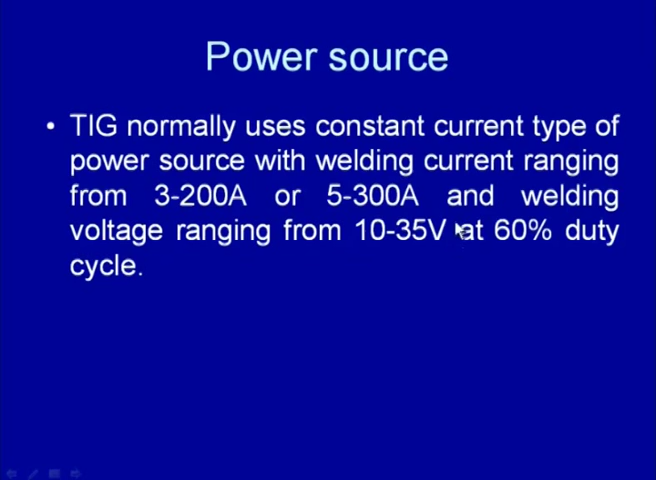 Power source
• TIG normally uses constant current type of
power source with welding current ranging
from 3-200A or 5-300A and welding
voltage ranging from 10-35V at 60% duty
cycle.